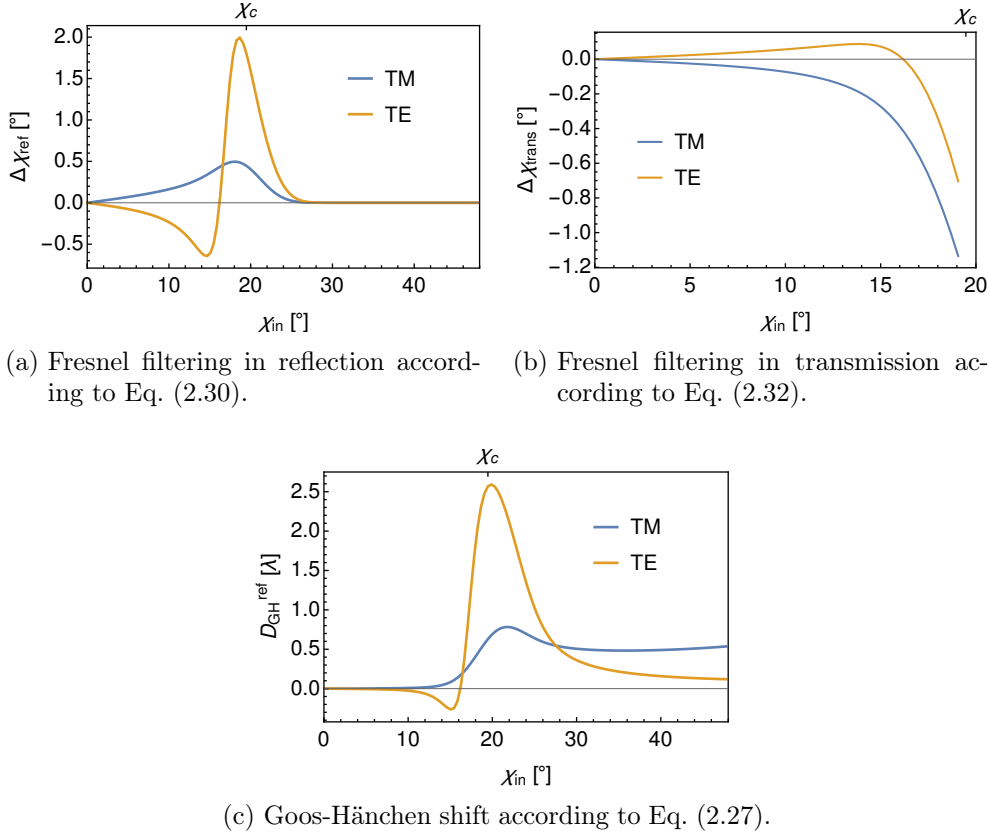 χc
2.0
1.5
1.0
0.5
0.0
−0.5
Δχref [°]
TM
TE
0 10 20 30 40
χin [°]
(a) Fresnel filtering in reflection accord-
ing to Eq. (2.30).
χc
0.0
−0.2
−0.4
−0.6
−0.8
−1.0
−1.2
Δχtrans [°]
TM
TE
0 5 10 15 20
χin [°]
(b) Fresnel filtering in transmission ac-
cording to Eq. (2.32).
χc
2.5
2.0
1.5
1.0
0.5
0.0
DGH^ref [λ]
TM
TE
0 10 20 30 40
χin [°]
(c) Goos-Hänchen shift according to Eq. (2.27).